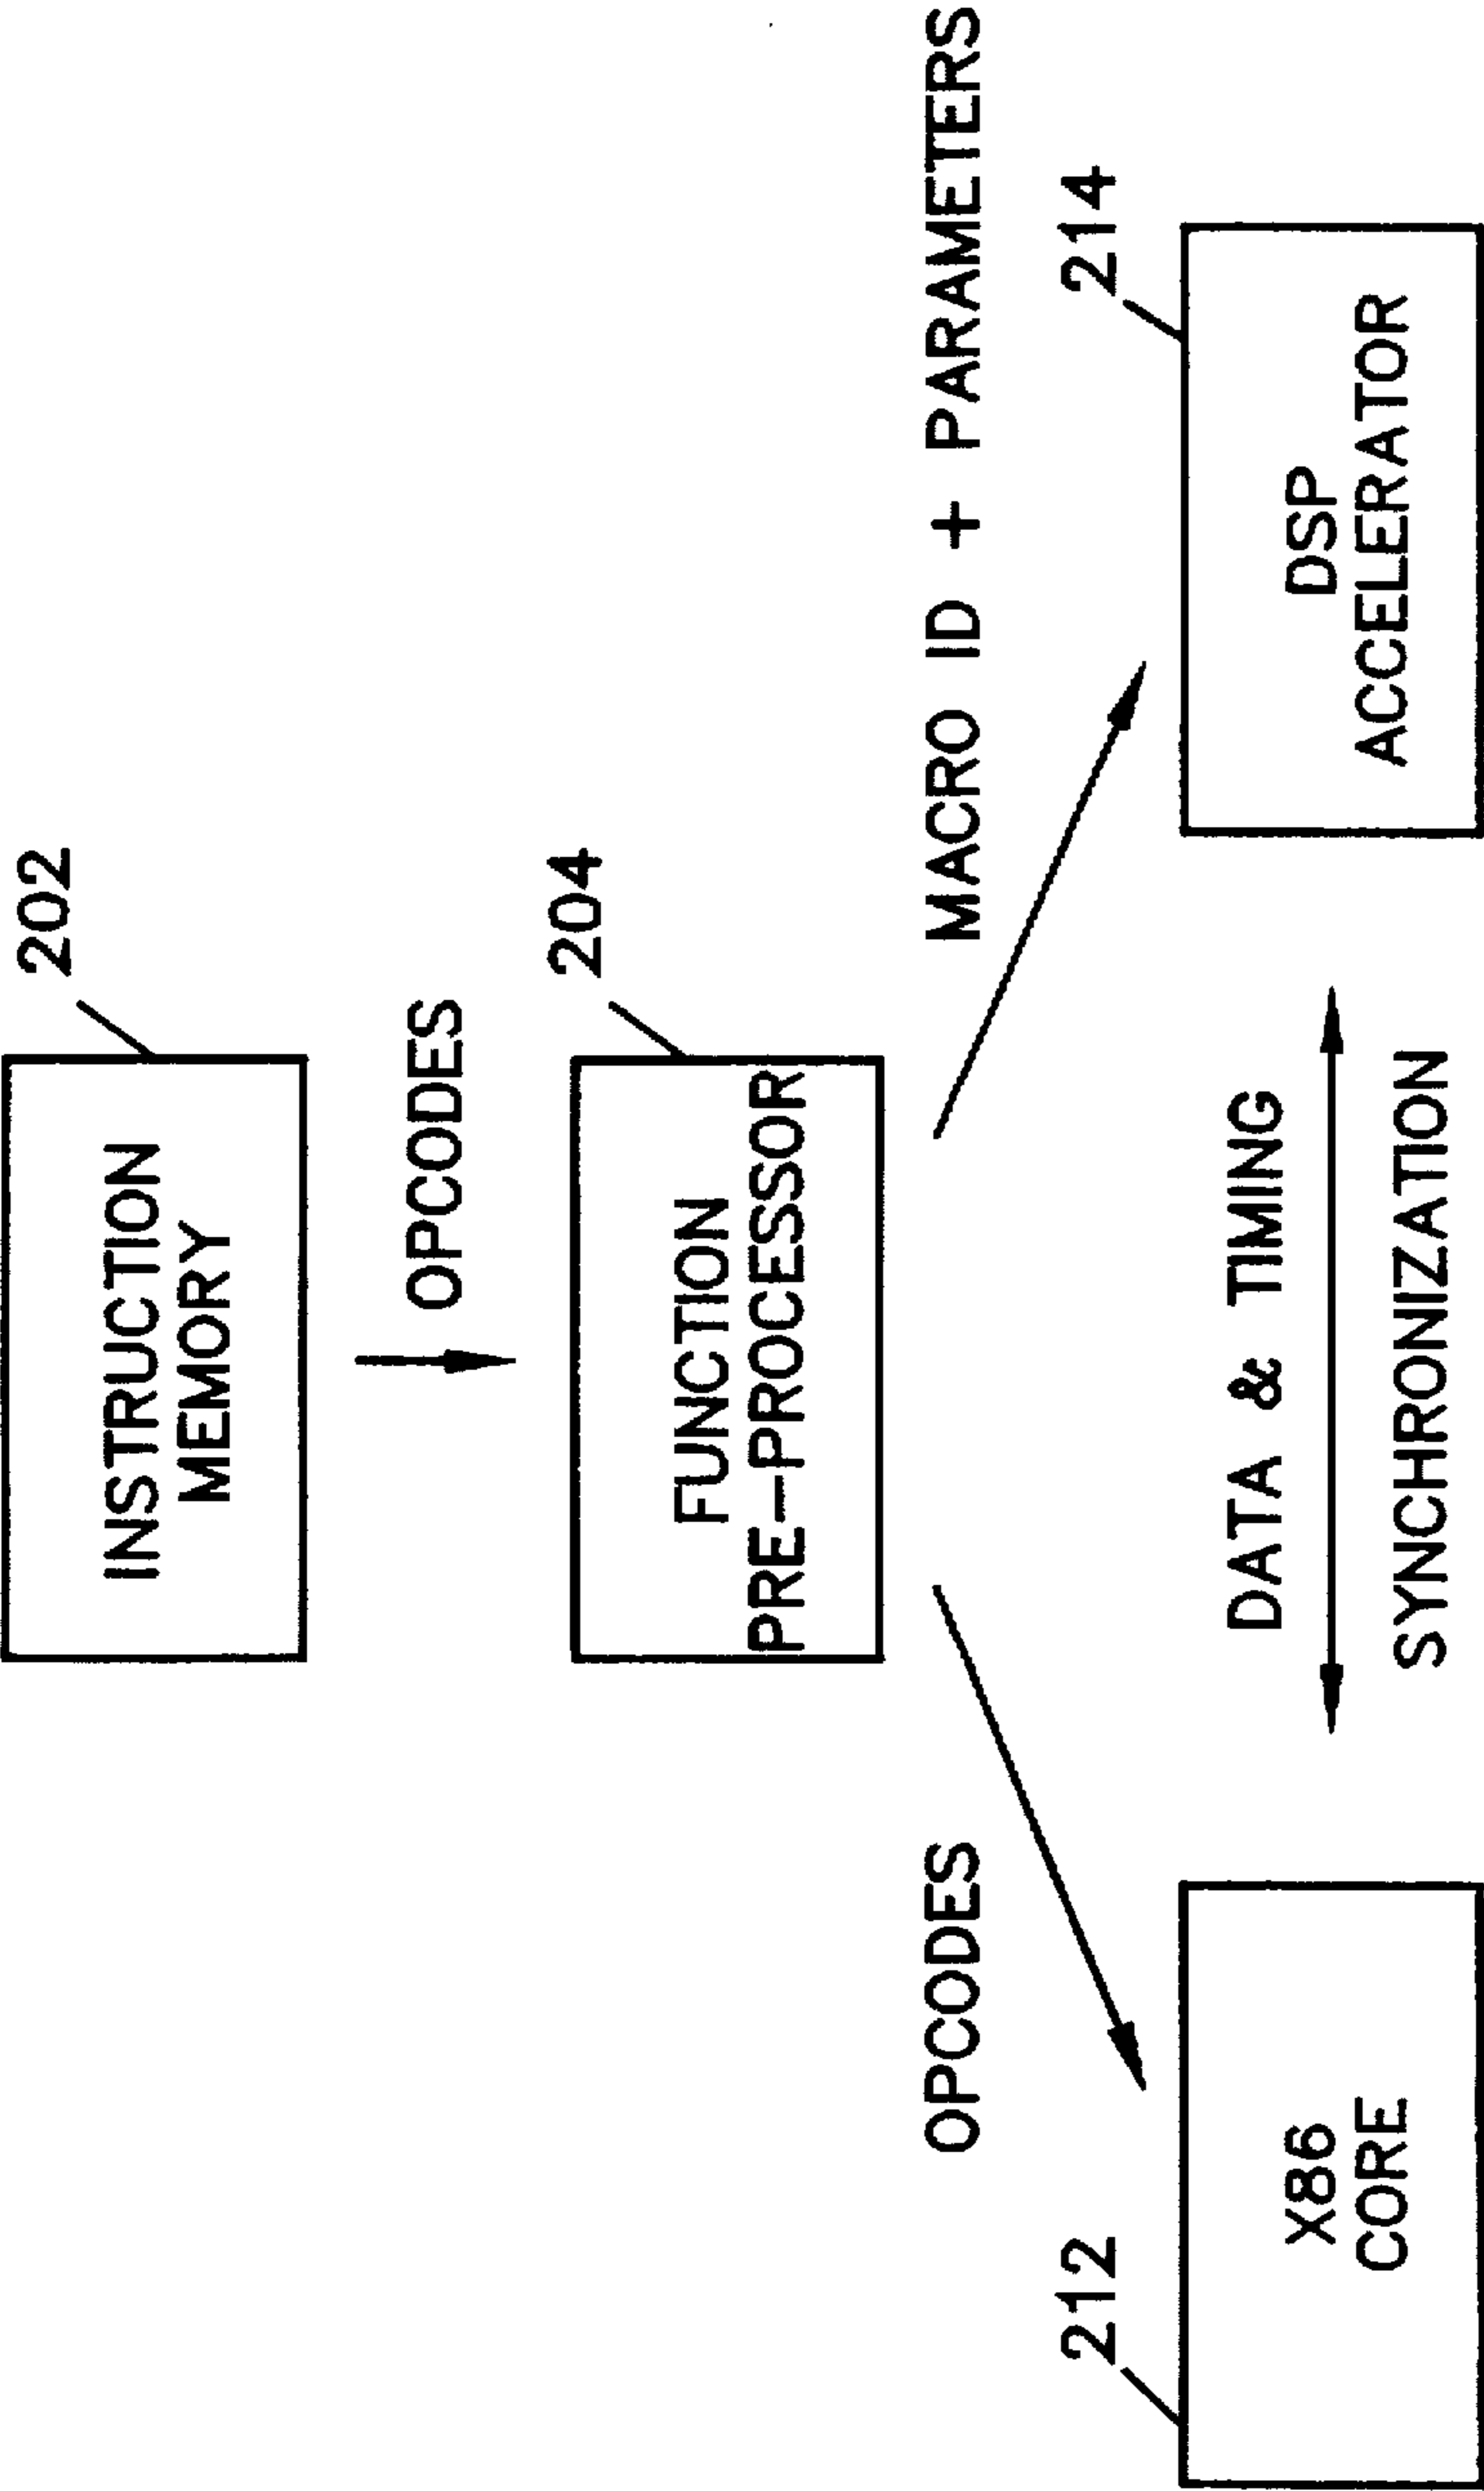 202
INSTRUCTION
MEMORY
OPCODES
204
FUNCTION
PRE-PROCESSOR
OPCODES
MACRO ID + PARAMETERS
212
214
X86
CORE
DATA & TIMING
SYNCHRONIZATION
DSP
ACCELERATOR